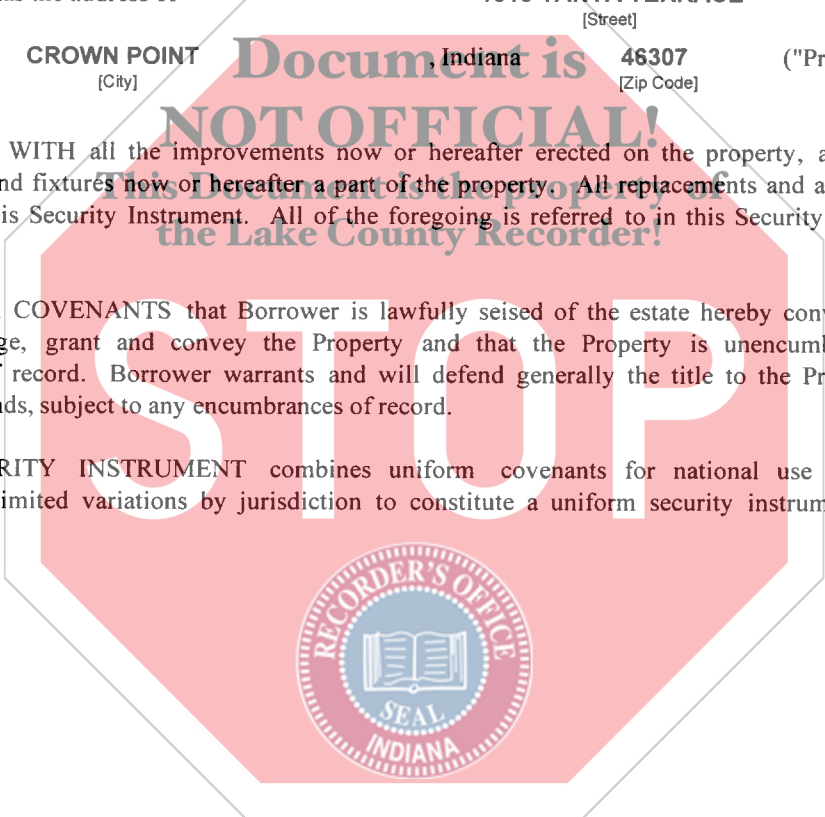 [Street]
CROWN POINT , Indiana 46307 ("Pr
[City] [Zip Code]
Document is
NOT OFFICIAL!
This Document is the property of
the Lake County Recorder!
WITH all the improvements now or hereafter erected on the property, a
nd fixtures now or hereafter a part of the property. All replacements and a
is Security Instrument. All of the foregoing is referred to in this Security
COVENANTS that Borrower is lawfully seised of the estate hereby con
ge, grant and convey the Property and that the Property is unencum
record. Borrower warrants and will defend generally the title to the Pr
nds, subject to any encumbrances of record.
RITY INSTRUMENT combines uniform covenants for national use
imited variations by jurisdiction to constitute a uniform security instrum
STOP
RECORDER'S OFFICE
SEAL
INDIANA